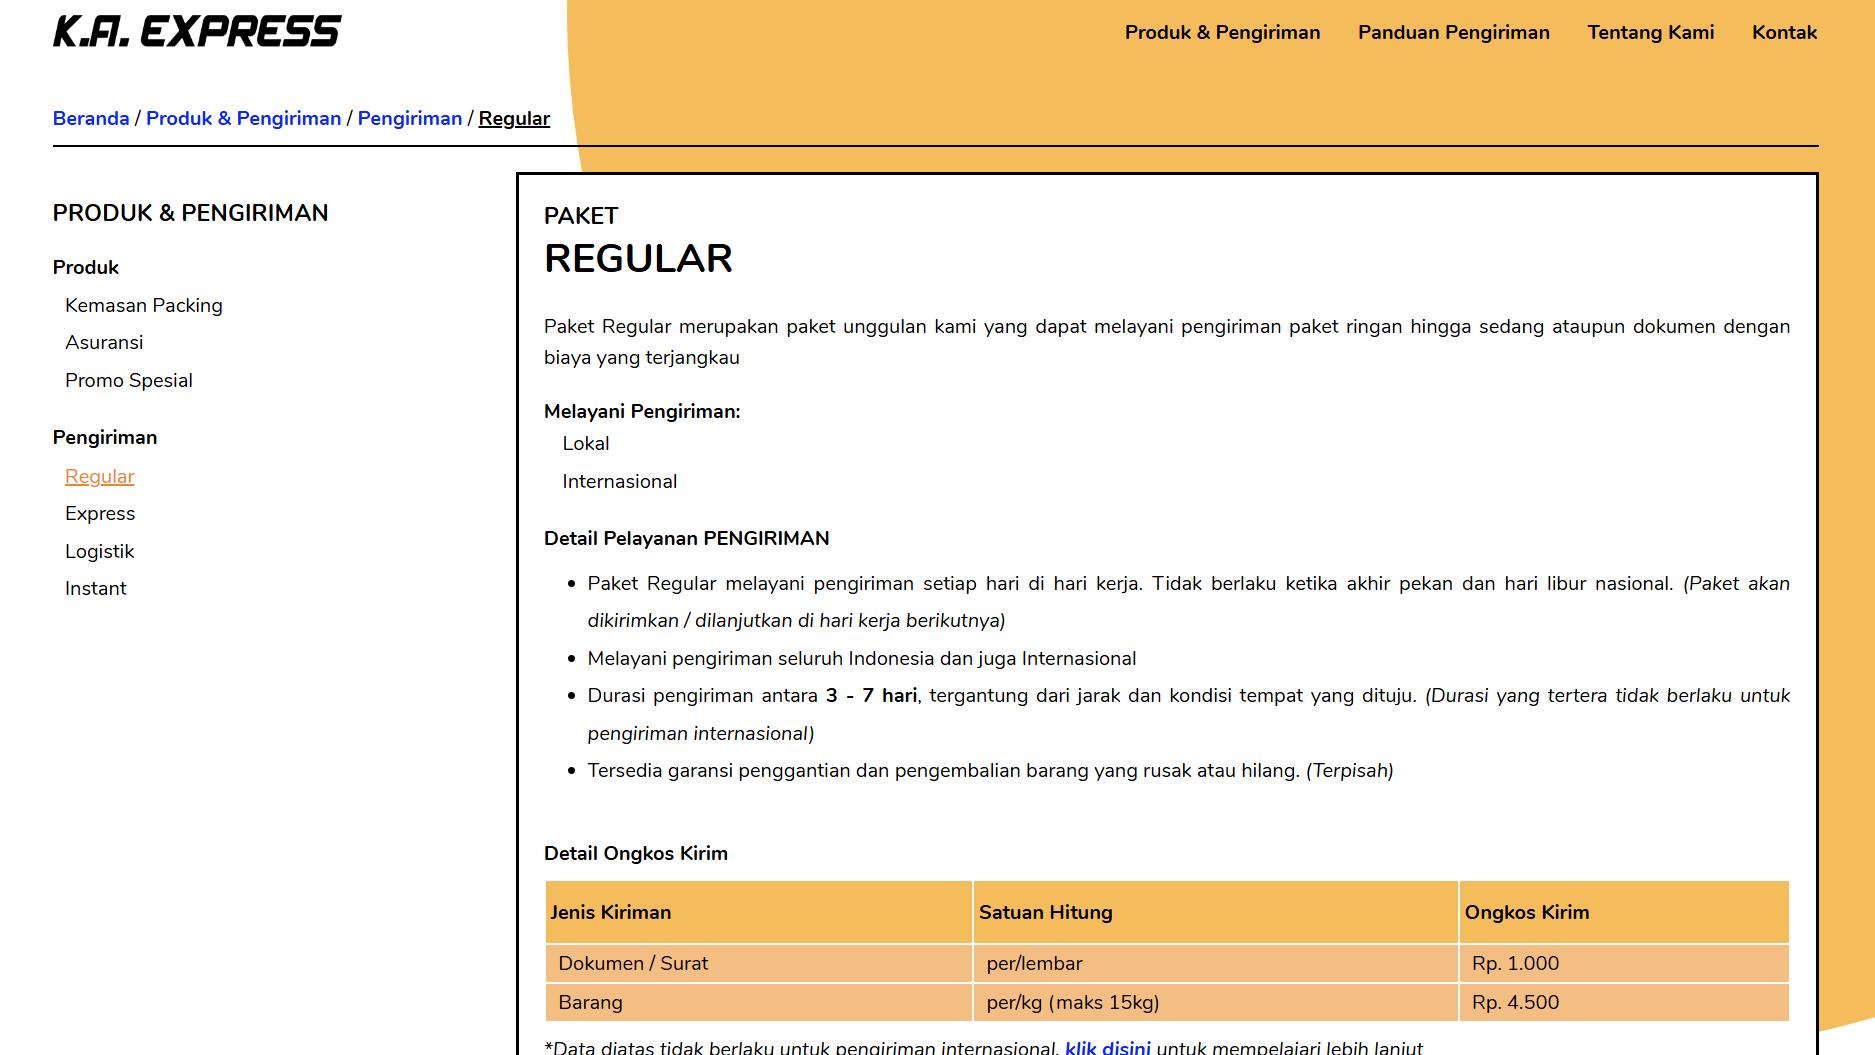 K.A. EXPRESS
Produk & Pengiriman Panduan Pengiriman Tentang Kami Kontak
Beranda / Produk & Pengiriman / Pengiriman / Regular
PRODUK & PENGIRIMAN
Produk
Kemasan Packing
Asuransi
Promo Spesial
Pengiriman
Regular
Express
Logistik
Instant
PAKET
REGULAR
Paket Regular merupakan paket unggulan kami yang dapat melayani pengiriman paket ringan hingga sedang ataupun dokumen dengan
biaya yang terjangkau
Melayani Pengiriman:
Lokal
Internasional
Detail Pelayanan PENGIRIMAN
• Paket Regular melayani pengiriman setiap hari di hari kerja. Tidak berlaku ketika akhir pekan dan hari libur nasional. (Paket akan
dikirimkan / dilanjutkan di hari kerja berikutnya)
• Melayani pengiriman seluruh Indonesia dan juga Internasional
• Durasi pengiriman antara 3 - 7 hari, tergantung dari jarak dan kondisi tempat yang dituju. (Durasi yang tertera tidak berlaku untuk
pengiriman internasional)
• Tersedia garansi penggantian dan pengembalian barang yang rusak atau hilang. (Terpisah)
Detail Ongkos Kirim
Jenis Kiriman Satuan Hitung Ongkos Kirim
Dokumen / Surat per/lembar Rp. 1.000
Barang per/kg (maks 15kg) Rp. 4.500
*Data diatas tidak berlaku untuk pengiriman internasional, klik disini untuk mempelajari lebih lanjut